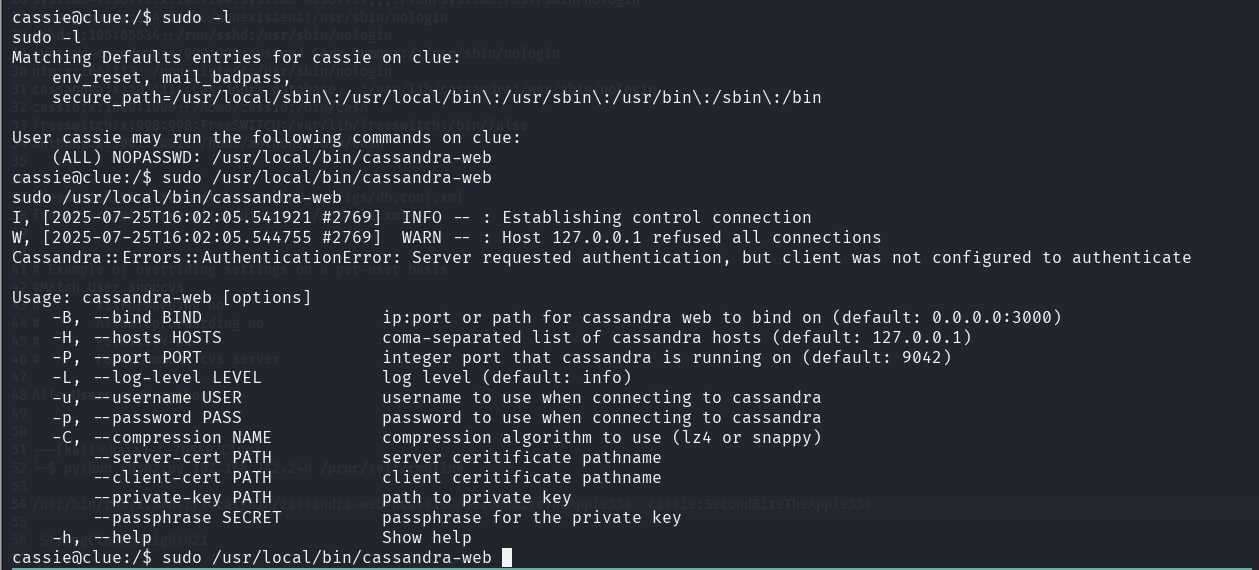 cassie@clue:/$ sudo -l
sudo -l
Matching Defaults entries for cassie on clue:
    env_reset, mail_badpass,
    secure_path=/usr/local/sbin\:/usr/local/bin\:/usr/sbin\:/usr/bin\:/sbin\:/bin

User cassie may run the following commands on clue:
    (ALL) NOPASSWD: /usr/local/bin/cassandra-web
cassie@clue:/$ sudo /usr/local/bin/cassandra-web
sudo /usr/local/bin/cassandra-web
I, [2025-07-25T16:02:05.541921 #2769]  INFO -- : Establishing control connection
W, [2025-07-25T16:02:05.544755 #2769]  WARN -- : Host 127.0.0.1 refused all connections
Cassandra::Errors::AuthenticationError: Server requested authentication, but client was not configured to authenticate

Usage: cassandra-web [options]
    -B, --bind BIND                  ip:port or path for cassandra web to bind on (default: 0.0.0.0:3000)
    -H, --hosts HOSTS                coma-separated list of cassandra hosts (default: 127.0.0.1)
    -P, --port PORT                  integer port that cassandra is running on (default: 9042)
    -L, --log-level LEVEL            log level (default: info)
    -u, --username USER              username to use when connecting to cassandra
    -p, --password PASS              password to use when connecting to cassandra
    -C, --compression NAME           compression algorithm to use (lz4 or snappy)
        --server-cert PATH           server ceritificate pathname
        --client-cert PATH           client ceritificate pathname
        --private-key PATH           path to private key
        --passphrase SECRET          passphrase for the private key
    -h, --help                       Show help
cassie@clue:/$ sudo /usr/local/bin/cassandra-web